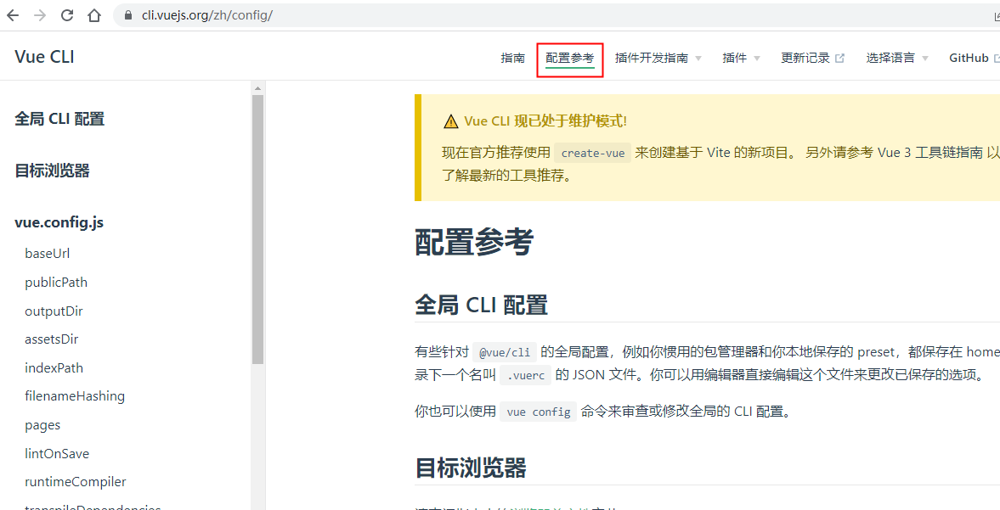 cli.vuejs.org/zh/config/
Vue CLI
指南 配置参考 插件开发指南 插件 更新记录 选择语言 GitHub
全局 CLI 配置
目标浏览器
vue.config.js
baseUrl
publicPath
outputDir
assetsDir
indexPath
filenameHashing
pages
lintOnSave
runtimeCompiler
transpileDependencies
Vue CLI 现已处于维护模式!
现在官方推荐使用 create-vue 来创建基于 Vite 的新项目。 另外请参考 Vue 3 工具链指南 以
了解最新的工具推荐。
配置参考
全局 CLI 配置
有些针对 @vue/cli 的全局配置，例如你惯用的包管理器和你本地保存的 preset，都保存在 home
录下一个名叫 .vuerc 的 JSON 文件。你可以用编辑器直接编辑这个文件来更改已保存的选项。
你也可以使用 vue config 命令来审查或修改全局的 CLI 配置。
目标浏览器